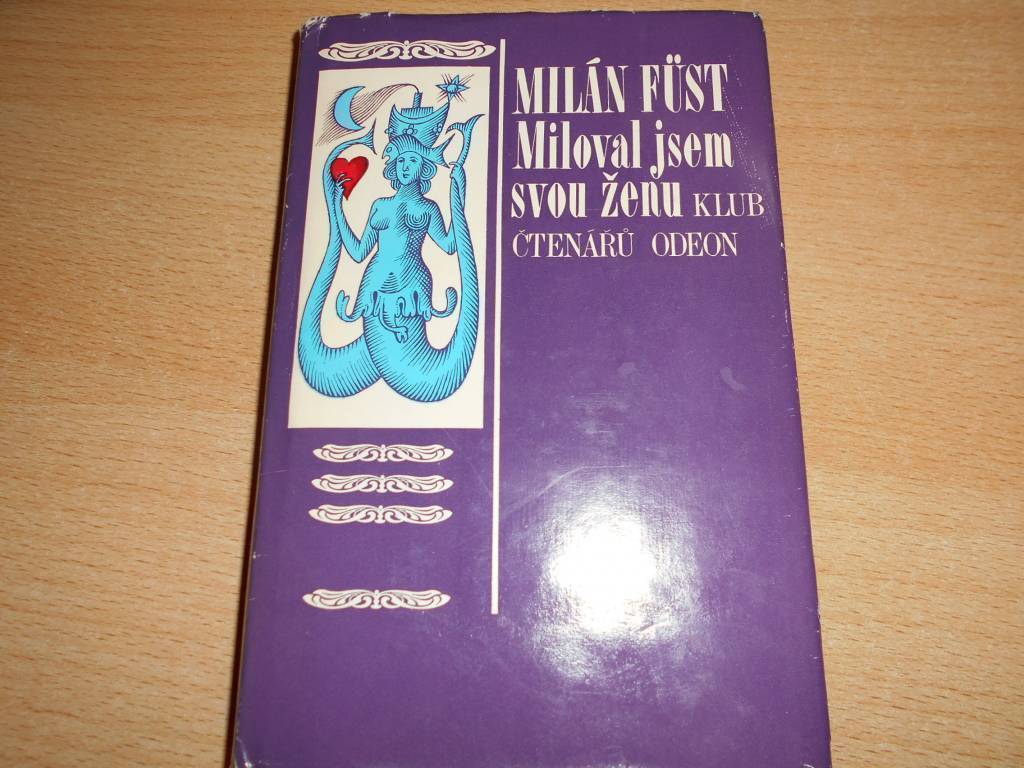 MILÁN FÜST
Miloval jsem
svou ženu KLUB
ČTENÁŘŮ ODEON